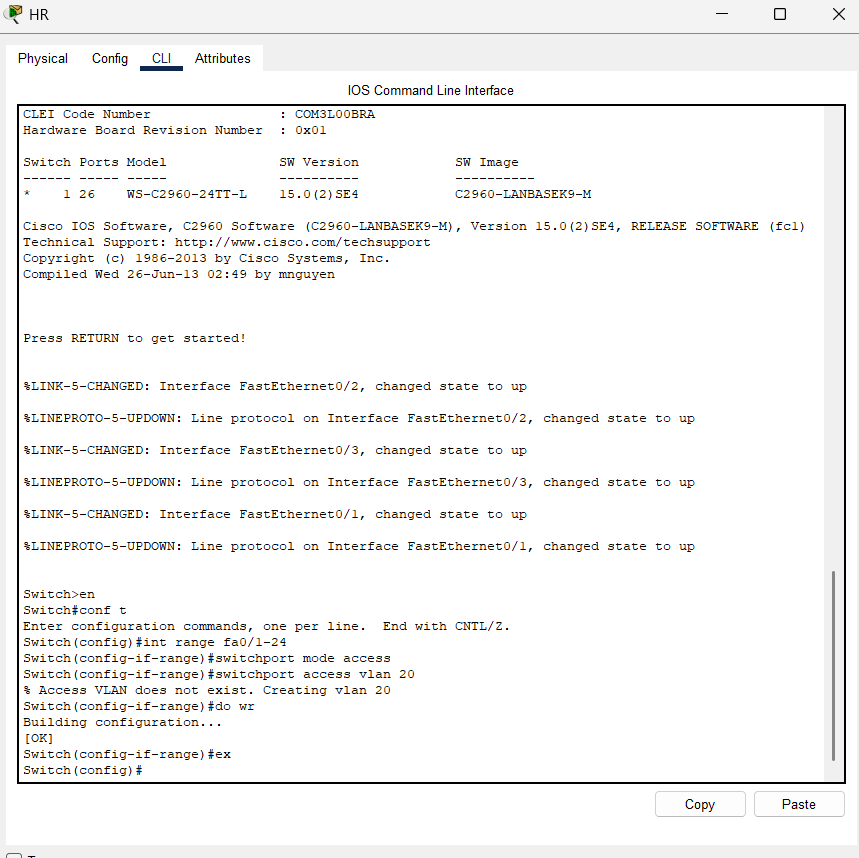 HR
Physical Config CLI Attributes
IOS Command Line Interface
CLEI Code Number                : COM3L00BRA
Hardware Board Revision Number  : 0x01
Switch Ports Model              SW Version            SW Image
------ ----- -----              ----------            ----------
*    1 26    WS-C2960-24TT-L    15.0(2)SE4            C2960-LANBASEK9-M
Cisco IOS Software, C2960 Software (C2960-LANBASEK9-M), Version 15.0(2)SE4, RELEASE SOFTWARE (fc1)
Technical Support: http://www.cisco.com/techsupport
Copyright (c) 1986-2013 by Cisco Systems, Inc.
Compiled Wed 26-Jun-13 02:49 by mnguyen
Press RETURN to get started!
%LINK-5-CHANGED: Interface FastEthernet0/2, changed state to up
%LINEPROTO-5-UPDOWN: Line protocol on Interface FastEthernet0/2, changed state to up
%LINK-5-CHANGED: Interface FastEthernet0/3, changed state to up
%LINEPROTO-5-UPDOWN: Line protocol on Interface FastEthernet0/3, changed state to up
%LINK-5-CHANGED: Interface FastEthernet0/1, changed state to up
%LINEPROTO-5-UPDOWN: Line protocol on Interface FastEthernet0/1, changed state to up
Switch>en
Switch#conf t
Enter configuration commands, one per line.  End with CNTL/Z.
Switch(config)#int range fa0/1-24
Switch(config-if-range)#switchport mode access
Switch(config-if-range)#switchport access vlan 20
% Access VLAN does not exist. Creating vlan 20
Switch(config-if-range)#do wr
Building configuration...
[OK]
Switch(config-if-range)#ex
Switch(config)#
Copy Paste